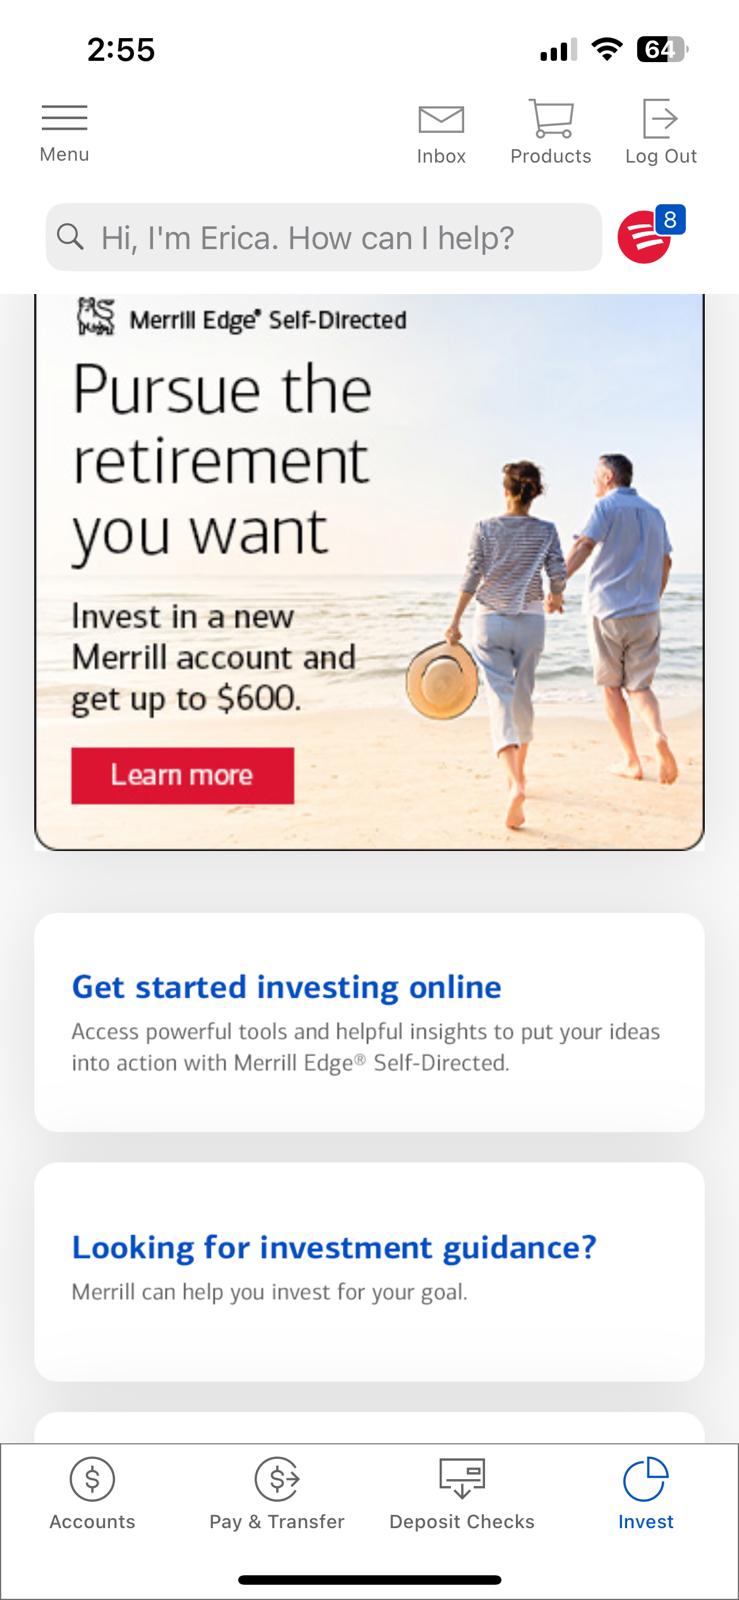 2:55
64
Menu
Inbox
Products
Log Out
Hi, I'm Erica. How can I help?
8
Merrill Edge® Self-Directed
Pursue the
retirement
you want
Invest in a new
Merrill account and
get up to $600.
Learn more
Get started investing online
Access powerful tools and helpful insights to put your ideas
into action with Merrill Edge® Self-Directed.
Looking for investment guidance?
Merrill can help you invest for your goal.
Accounts
Pay & Transfer
Deposit Checks
Invest